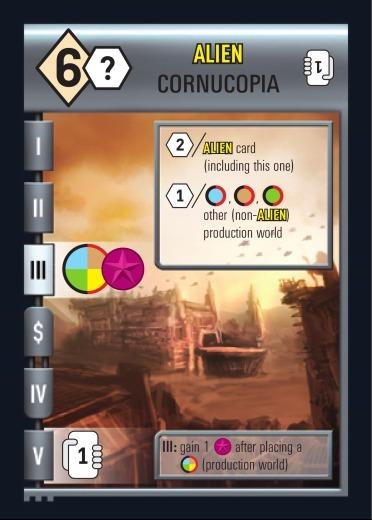 6 ?
ALIEN
CORNUCOPIA
1
I
II
III
$
IV
V
2 / ALIEN card
(including this one)
1 / , ,
other (non-ALIEN)
production world
1
III: gain 1 after placing a
(production world)